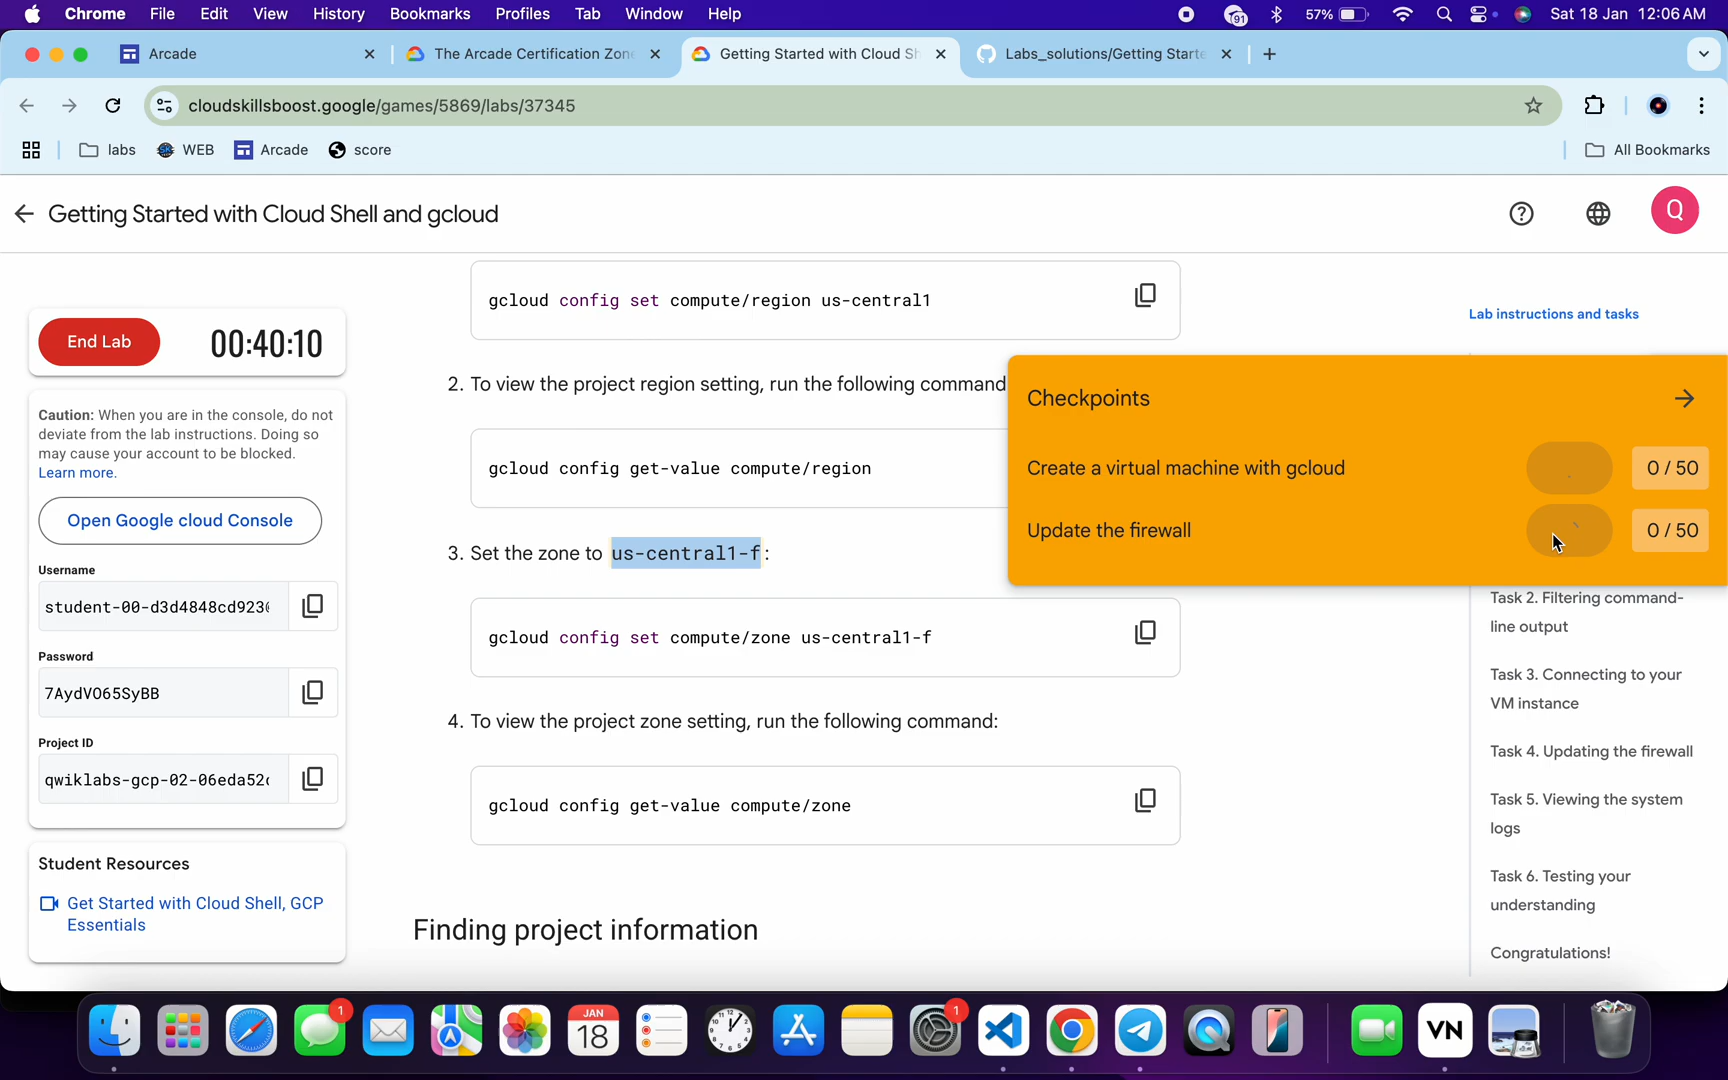 Chrome File Edit View History Bookmarks Profiles Tab Window Help 91 57% Sat 18 Jan 12:06 AM
Arcade
The Arcade Certification Zon
Getting Started with Cloud Sh
Labs_solutions/Getting Starte
cloudskillsboost.google/games/5869/labs/37345
labs WEB Arcade score All Bookmarks
Getting Started with Cloud Shell and gcloud
Q
End Lab 00:40:10
Caution: When you are in the console, do not
deviate from the lab instructions. Doing so
may cause your account to be blocked.
Learn more.
Open Google cloud Console
Username
student-00-d3d4848cd923
Password
7AydVO65SyBB
Project ID
qwiklabs-gcp-02-06eda52
Student Resources
Get Started with Cloud Shell, GCP
Essentials
gcloud config set compute/region us-central1
2. To view the project region setting, run the following command
gcloud config get-value compute/region
3. Set the zone to us-central1-f:
gcloud config set compute/zone us-central1-f
4. To view the project zone setting, run the following command:
gcloud config get-value compute/zone
Finding project information
Lab instructions and tasks
Checkpoints
Create a virtual machine with gcloud 0 / 50
Update the firewall 0 / 50
Task 2. Filtering command-
line output
Task 3. Connecting to your
VM instance
Task 4. Updating the firewall
Task 5. Viewing the system
logs
Task 6. Testing your
understanding
Congratulations!
1
JAN
18
1
VN